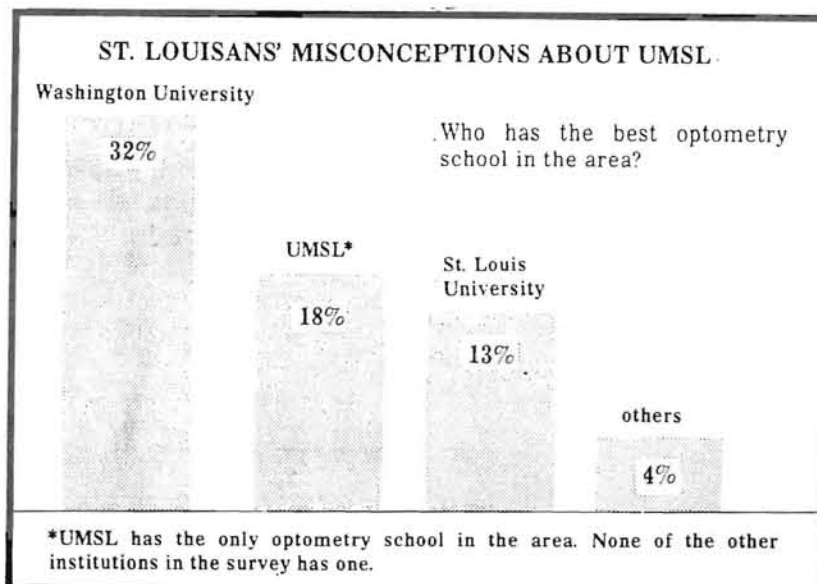 ST. LOUISANS' MISCONCEPTIONS ABOUT UMSL
Washington University
32%
Who has the best optometry
school in the area?
UMSL*
18%
St. Louis
University
13%
others
4%
*UMSL has the only optometry school in the area. None of the other
institutions in the survey has one.